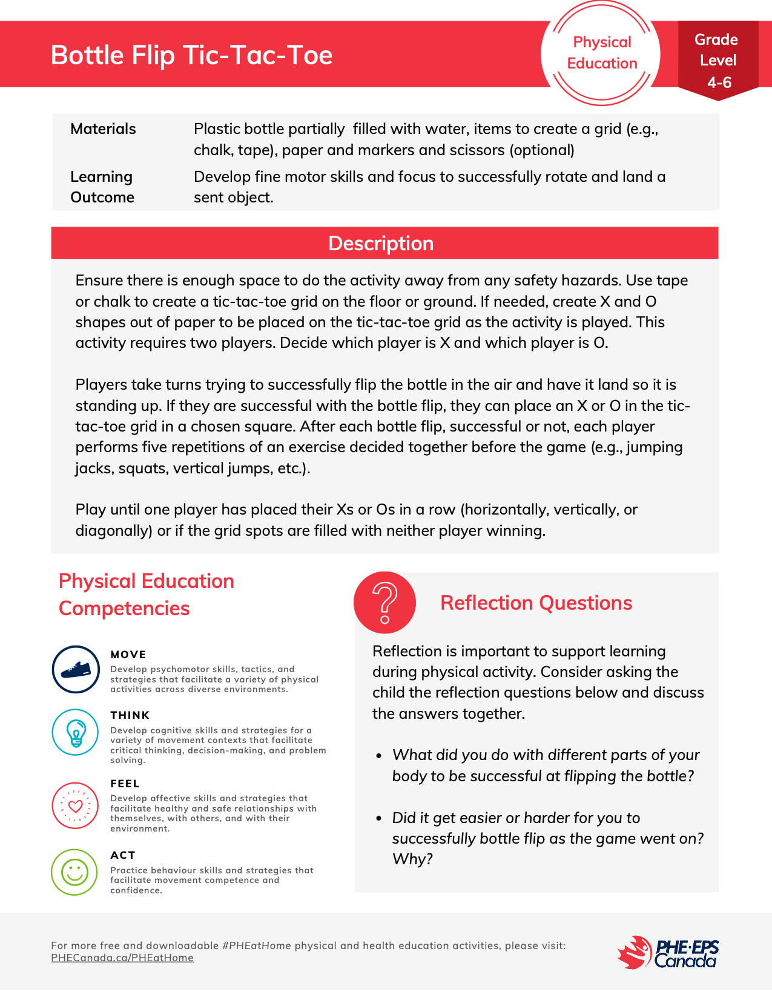 Bottle Flip Tic-Tac-Toe
Physical
Education
Grade
Level
4-6
Materials
Plastic bottle partially  filled with water, items to create a grid (e.g.,
chalk, tape), paper and markers and scissors (optional)
Learning
Outcome
Develop fine motor skills and focus to successfully rotate and land a
sent object.
Description
Ensure there is enough space to do the activity away from any safety hazards. Use tape
or chalk to create a tic-tac-toe grid on the floor or ground. If needed, create X and O
shapes out of paper to be placed on the tic-tac-toe grid as the activity is played. This
activity requires two players. Decide which player is X and which player is O.
Players take turns trying to successfully flip the bottle in the air and have it land so it is
standing up. If they are successful with the bottle flip, they can place an X or O in the tic-
tac-toe grid in a chosen square. After each bottle flip, successful or not, each player
performs five repetitions of an exercise decided together before the game (e.g., jumping
jacks, squats, vertical jumps, etc.).
Play until one player has placed their Xs or Os in a row (horizontally, vertically, or
diagonally) or if the grid spots are filled with neither player winning.
Physical Education
Competencies
MOVE
Develop psychomotor skills, tactics, and
strategies that facilitate a variety of physical
activities across diverse environments.
THINK
Develop cognitive skills and strategies for a
variety of movement contexts that facilitate
critical thinking, decision-making, and problem
solving.
FEEL
Develop affective skills and strategies that
facilitate healthy and safe relationships with
themselves, with others, and with their
environment.
ACT
Practice behaviour skills and strategies that
facilitate movement competence and
confidence.
?
Reflection Questions
Reflection is important to support learning
during physical activity. Consider asking the
child the reflection questions below and discuss
the answers together.
• What did you do with different parts of your
body to be successful at flipping the bottle?
• Did it get easier or harder for you to
successfully bottle flip as the game went on?
Why?
For more free and downloadable #PHEatHome physical and health education activities, please visit:
PHECanada.ca/PHEatHome
PHE·EPS
Canada